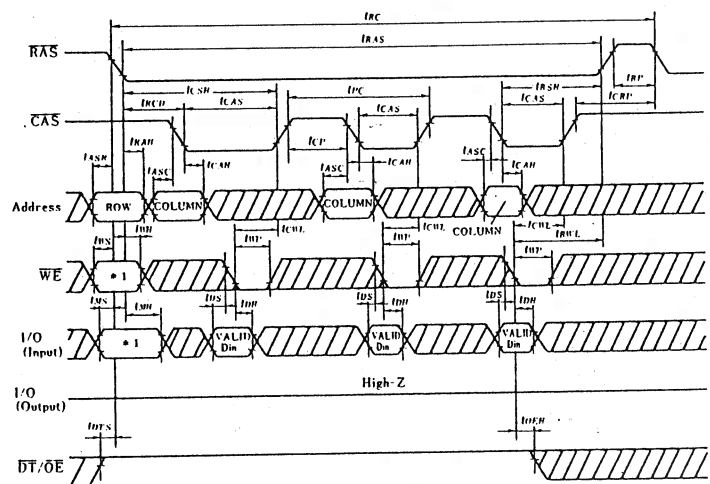 tRC
tRAS
RAS
tCSH
tRP
tRCD
tCAS
tPC
tCAS
tRSH
tCAS
tCRP
CAS
tCP
tASR
tRAH
tASC
tCAH
tASC
tCAH
tASC
tCAH
Address
ROW
COLUMN
COLUMN
COLUMN
tWS
tWH
tCWL
tWP
tCWL
tWP
tCWL
tRWL
tWP
WE
*1
tMS
tMH
tDS
tDH
tDS
tDH
tDS
tDH
I/O
(Input)
*1
VALID
Din
VALID
Din
VALID
Din
I/O
(Output)
High-Z
tDTS
tOEH
DT/OE